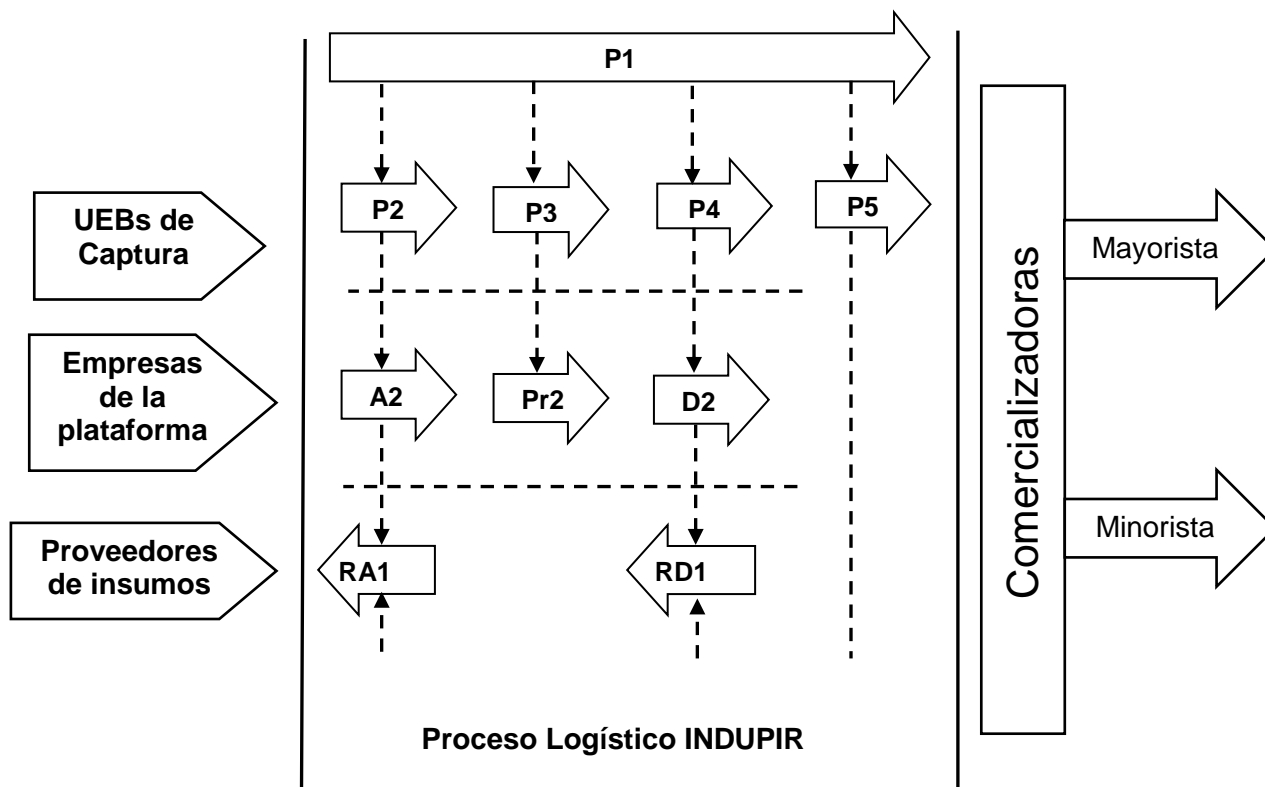 P1
P2
P3
P4
P5
UEBs de
Captura
Empresas
de la
plataforma
A2
Pr2
D2
Proveedores
de insumos
RA1
RD1
Proceso Logístico INDUPIR
Comercializadoras
Mayorista
Minorista